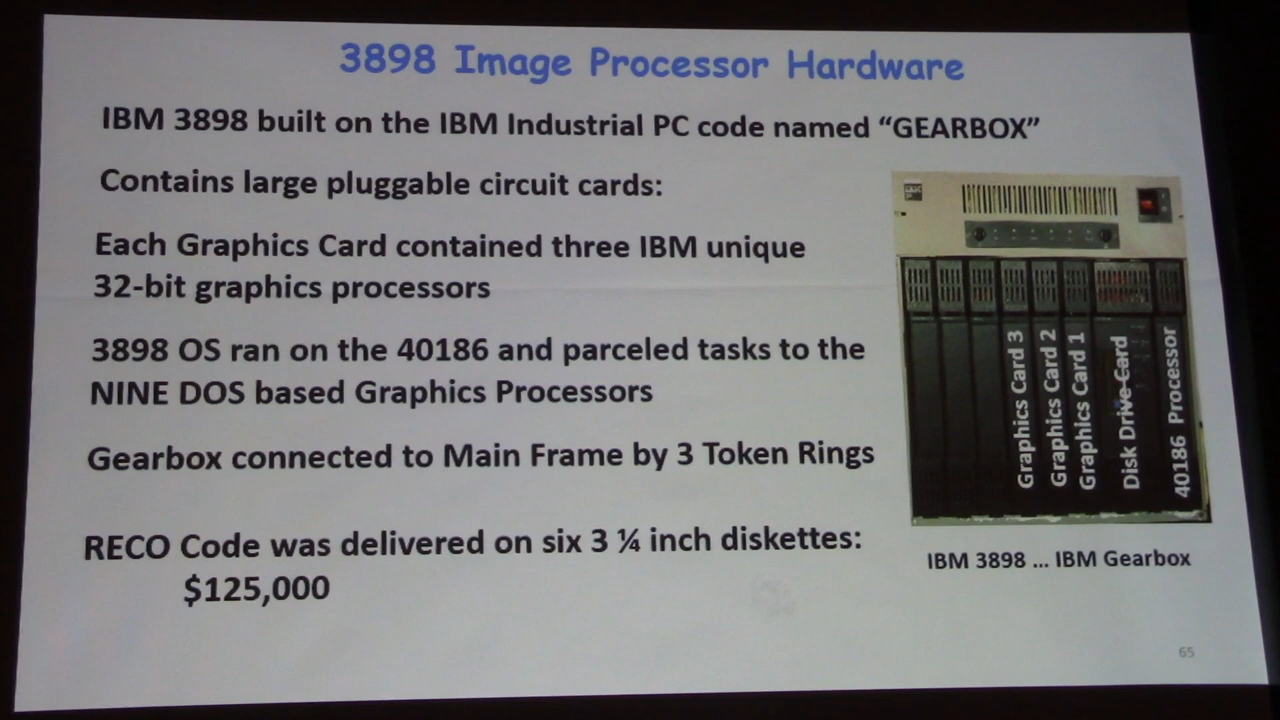 3898 Image Processor Hardware
IBM 3898 built on the IBM Industrial PC code named “GEARBOX”
Contains large pluggable circuit cards:
Each Graphics Card contained three IBM unique
32-bit graphics processors
3898 OS ran on the 40186 and parceled tasks to the
NINE DOS based Graphics Processors
Gearbox connected to Main Frame by 3 Token Rings
RECO Code was delivered on six 3 ¼ inch diskettes:
$125,000
Graphics Card 3
Graphics Card 2
Graphics Card 1
Disk Drive Card
40186 Processor
IBM 3898 ... IBM Gearbox
65